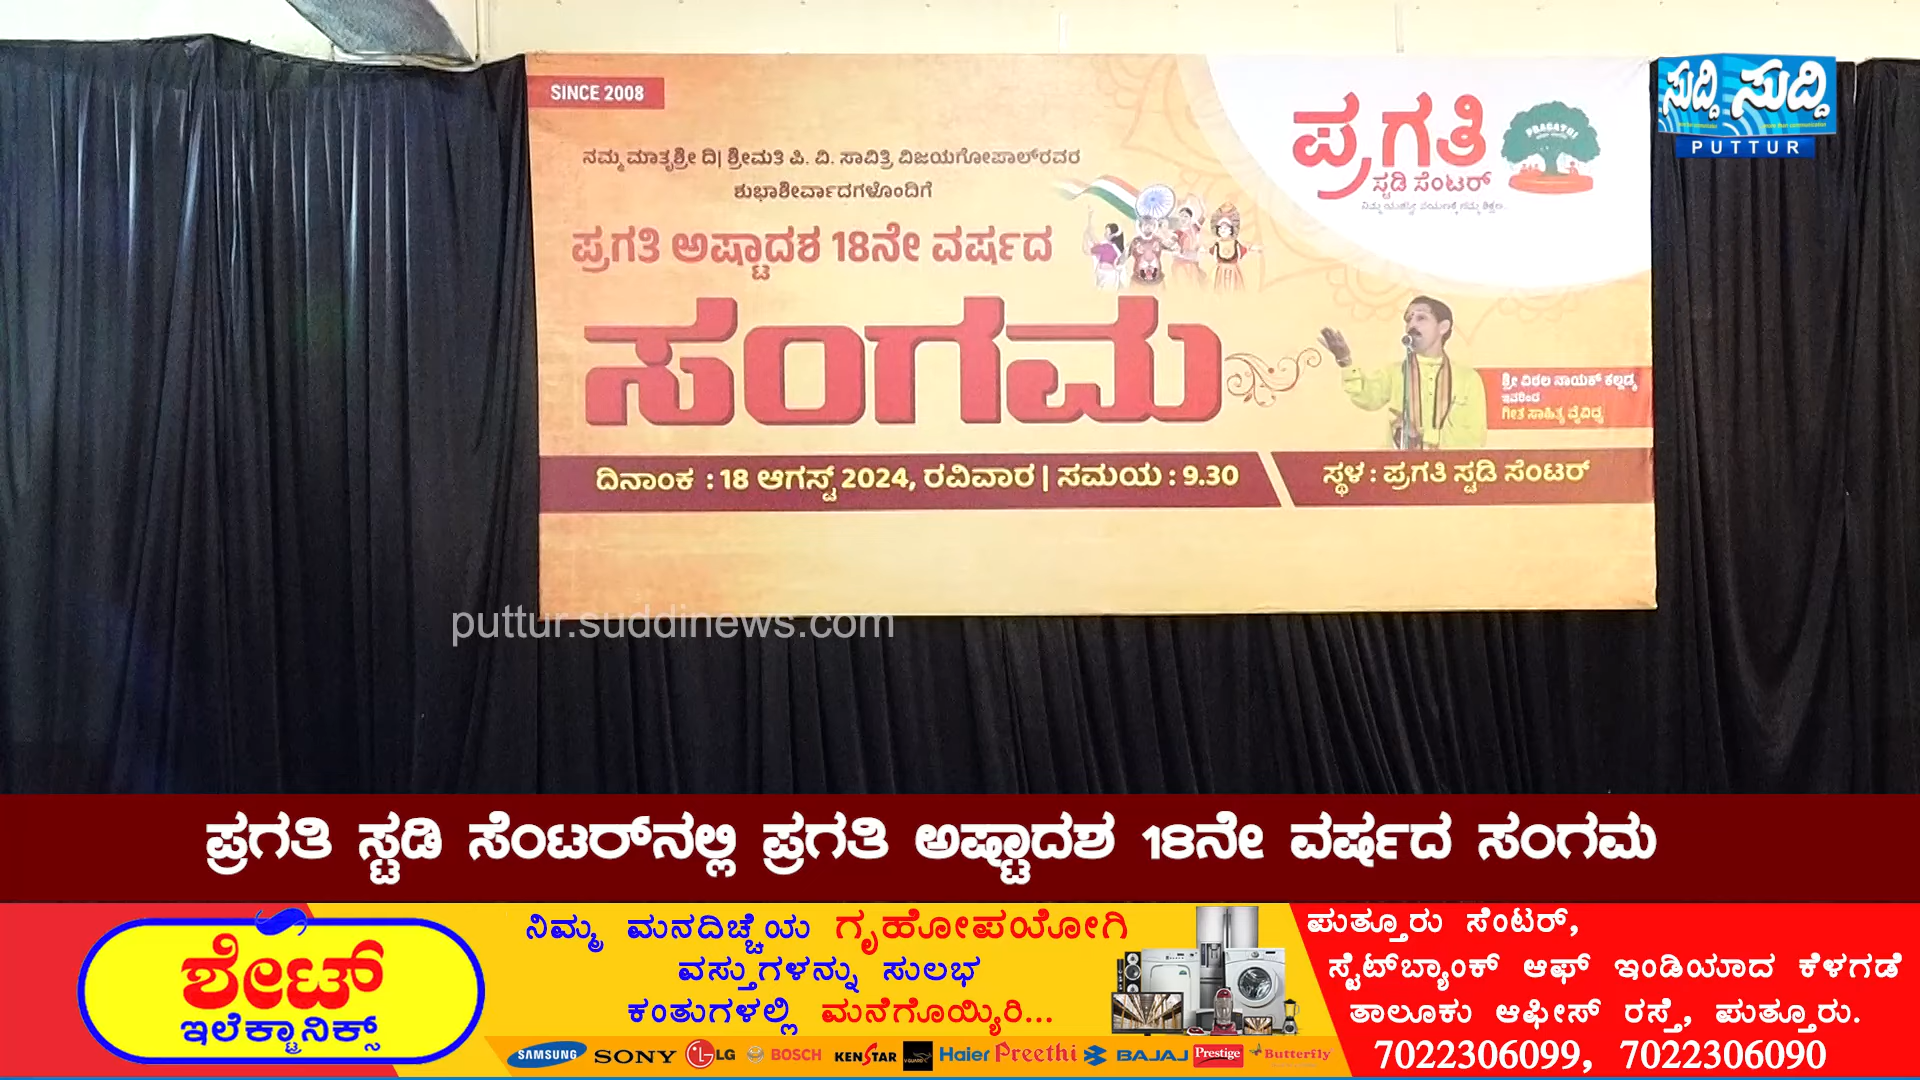 SINCE 2008
ನಮ್ಮ ಮಾತೃಶ್ರೀ ದಿ| ಶ್ರೀಮತಿ ಪಿ. ವಿ. ಸಾವಿತ್ರಿ ವಿಜಯಗೋಪಾಲ್‌ರವರ
ಶುಭಾಶೀರ್ವಾದಗಳೊಂದಿಗೆ
ಪ್ರಗತಿ ಅಷ್ಟಾದಶ 18ನೇ ವರ್ಷದ
ಸಂಗಮ
ಪ್ರಗತಿ
ಸ್ಟಡಿ ಸೆಂಟರ್
PRAGATHI
ಶ್ರೀ ವಿಠಲ ನಾಯಕ್ ಕಲ್ಲಡ್ಕ
ಇವರಿಂದ
ಗೀತ ಸಾಹಿತ್ಯ ವೈವಿಧ್ಯ
ದಿನಾಂಕ : 18 ಆಗಸ್ಟ್ 2024, ರವಿವಾರ | ಸಮಯ : 9.30
ಸ್ಥಳ : ಪ್ರಗತಿ ಸ್ಟಡಿ ಸೆಂಟರ್
ಸುದ್ದಿ ಸುದ್ದಿ
PUTTUR
puttur.suddinews.com
ಪ್ರಗತಿ ಸ್ಟಡಿ ಸೆಂಟರ್‌ನಲ್ಲಿ ಪ್ರಗತಿ ಅಷ್ಟಾದಶ 18ನೇ ವರ್ಷದ ಸಂಗಮ
ಶೇಟ್
ಇಲೆಕ್ಟ್ರಾನಿಕ್ಸ್
ನಿಮ್ಮ ಮನದಿಚ್ಚೆಯ ಗೃಹೋಪಯೋಗಿ
ವಸ್ತುಗಳನ್ನು ಸುಲಭ
ಕಂತುಗಳಲ್ಲಿ ಮನೆಗೊಯ್ಯಿರಿ...
SAMSUNG SONY LG BOSCH KENSTAR V-GUARD Haier Preethi BAJAJ Prestige Butterfly
ಪುತ್ತೂರು ಸೆಂಟರ್,
ಸ್ಟೆಟ್‌ಬ್ಯಾಂಕ್ ಆಫ್ ಇಂಡಿಯಾದ ಕೆಳಗಡೆ
ತಾಲೂಕು ಆಫೀಸ್ ರಸ್ತೆ, ಪುತ್ತೂರು.
7022306099, 7022306090